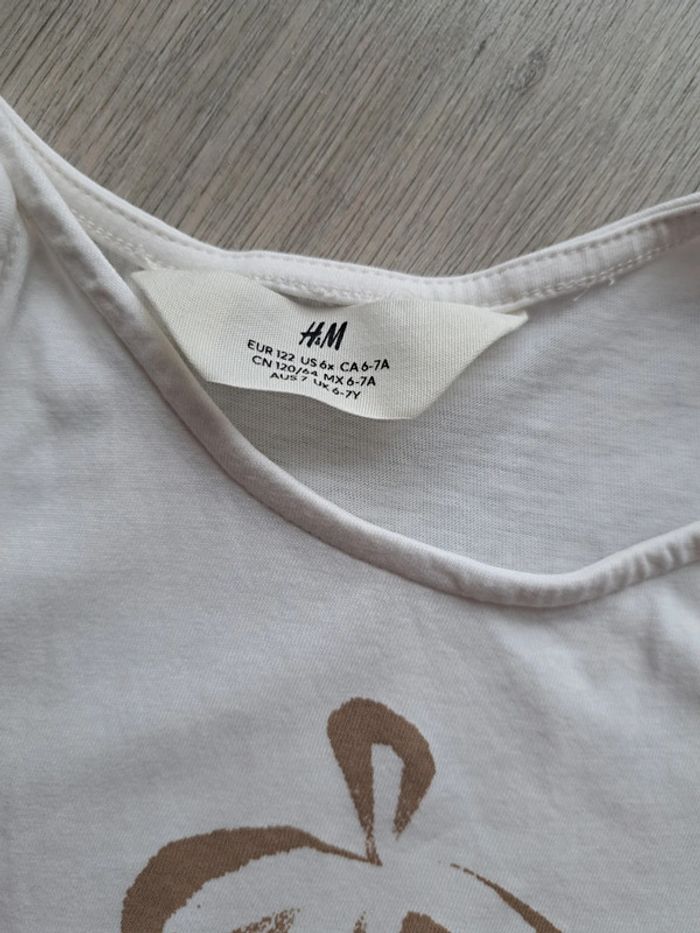 H&M
EUR 122 US 6x CA 6-7A
CN 120/64 MX 6-7A
AUS 7 UK 6-7Y